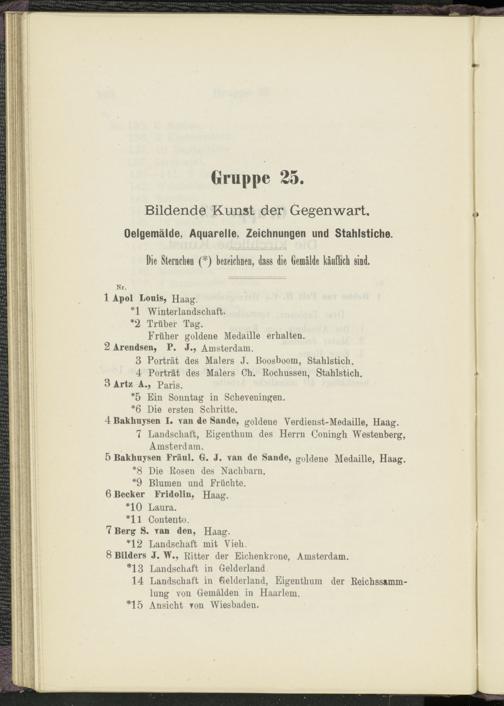 Gruppe 25.
Bildende Kunst der Gegenwart.
Oelgemälde, Aquarelle, Zeichnungen und Stahlstiche.
Die Sternchen (*) bezeichnen, dass die Gemälde käuflich sind.
Nr.
1 Apol Louis, Haag.
*1 Winterlandschaft.
*2 Trüber Tag.
Früher goldene Medaille erhalten.
2 Arendsen, P. J., Amsterdam.
3 Porträt des Malers J. Boosboom, Stahlstich.
4 Porträt des Malers Ch. Rochussen, Stahlstich.
3 Artz A., Paris.
*5 Ein Sonntag in Scheveningen.
*6 Die ersten Schritte.
4 Bakhuysen I. van de Sande, goldene Verdienst-Medaille, Haag.
7 Landschaft, Eigenthum des Herrn Coningh Westenberg,
Amsterdam.
5 Bakhuysen Fräul. G. J. van de Sande, goldene Medaille, Haag.
*8 Die Rosen des Nachbarn.
*9 Blumen und Früchte.
6 Becker Fridolin, Haag.
*10 Laura.
*11 Contento.
7 Berg S. van den, Haag.
*12 Landschaft mit Vieh.
8 Bilders J. W., Ritter der Eichenkrone, Amsterdam.
*13 Landschaft in Gelderland
14 Landschaft in Gelderland, Eigenthum der Reichssamm-
lung von Gemälden in Haarlem.
*15 Ansicht von Wiesbaden.